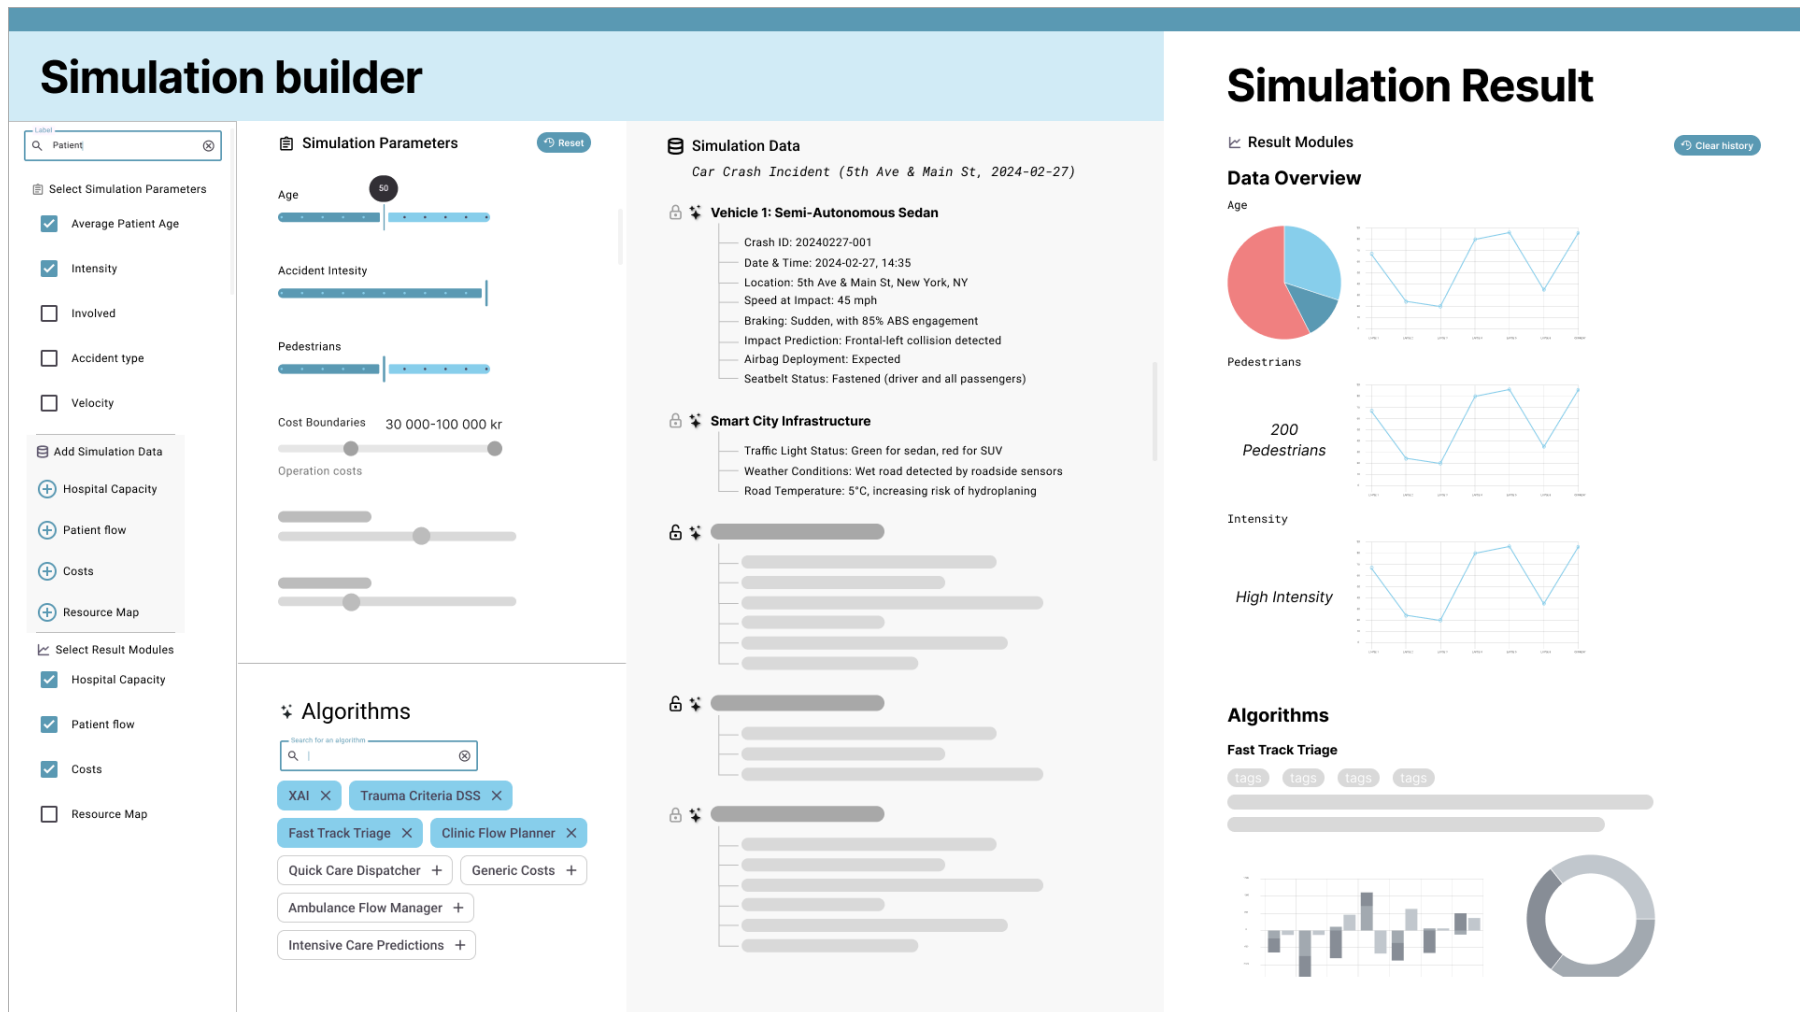 Simulation builder
Label
Patient
Select Simulation Parameters
Average Patient Age
Intensity
Involved
Accident type
Velocity
Add Simulation Data
Hospital Capacity
Patient flow
Costs
Resource Map
Select Result Modules
Hospital Capacity
Patient flow
Costs
Resource Map
Simulation Parameters
Reset
Age
50
Accident Intesity
Pedestrians
Cost Boundaries
30 000-100 000 kr
Operation costs
Algorithms
Search for an algorithm
XAI
Trauma Criteria DSS
Fast Track Triage
Clinic Flow Planner
Quick Care Dispatcher
Generic Costs
Ambulance Flow Manager
Intensive Care Predictions
Simulation Data
Car Crash Incident (5th Ave & Main St, 2024-02-27)
Vehicle 1: Semi-Autonomous Sedan
Crash ID: 20240227-001
Date & Time: 2024-02-27, 14:35
Location: 5th Ave & Main St, New York, NY
Speed at Impact: 45 mph
Braking: Sudden, with 85% ABS engagement
Impact Prediction: Frontal-left collision detected
Airbag Deployment: Expected
Seatbelt Status: Fastened (driver and all passengers)
Smart City Infrastructure
Traffic Light Status: Green for sedan, red for SUV
Weather Conditions: Wet road detected by roadside sensors
Road Temperature: 5°C, increasing risk of hydroplaning
Simulation Result
Result Modules
Clear history
Data Overview
Age
Pedestrians
200
Pedestrians
Intensity
High Intensity
Algorithms
Fast Track Triage
tags
tags
tags
tags